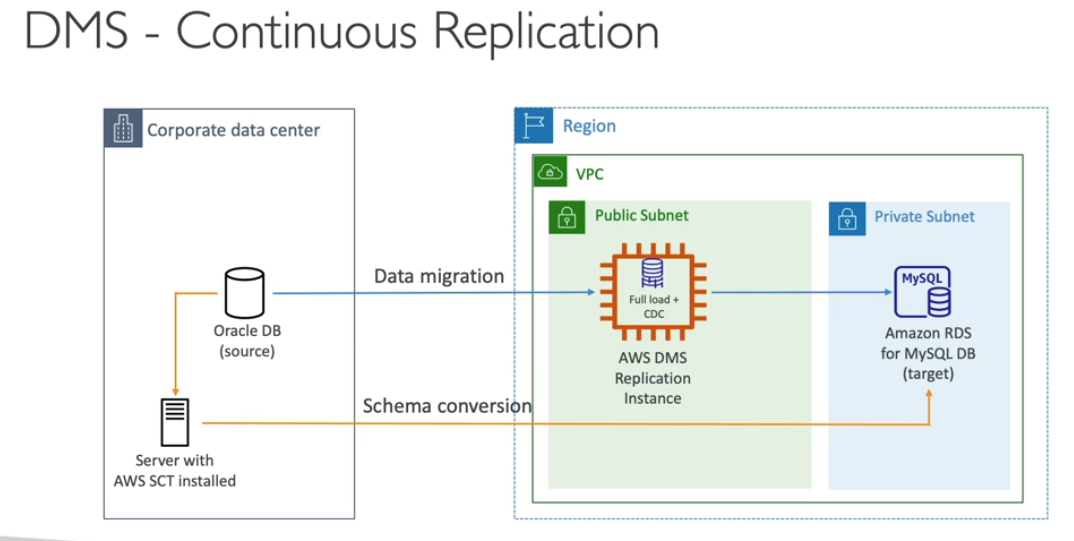 DMS - Continuous Replication
Corporate data center
Region
VPC
Public Subnet
Private Subnet
Data migration
Full load +
CDC
MySQL
Oracle DB
(source)
AWS DMS
Replication
Instance
Amazon RDS
for MySQL DB
(target)
Schema conversion
Server with
AWS SCT installed